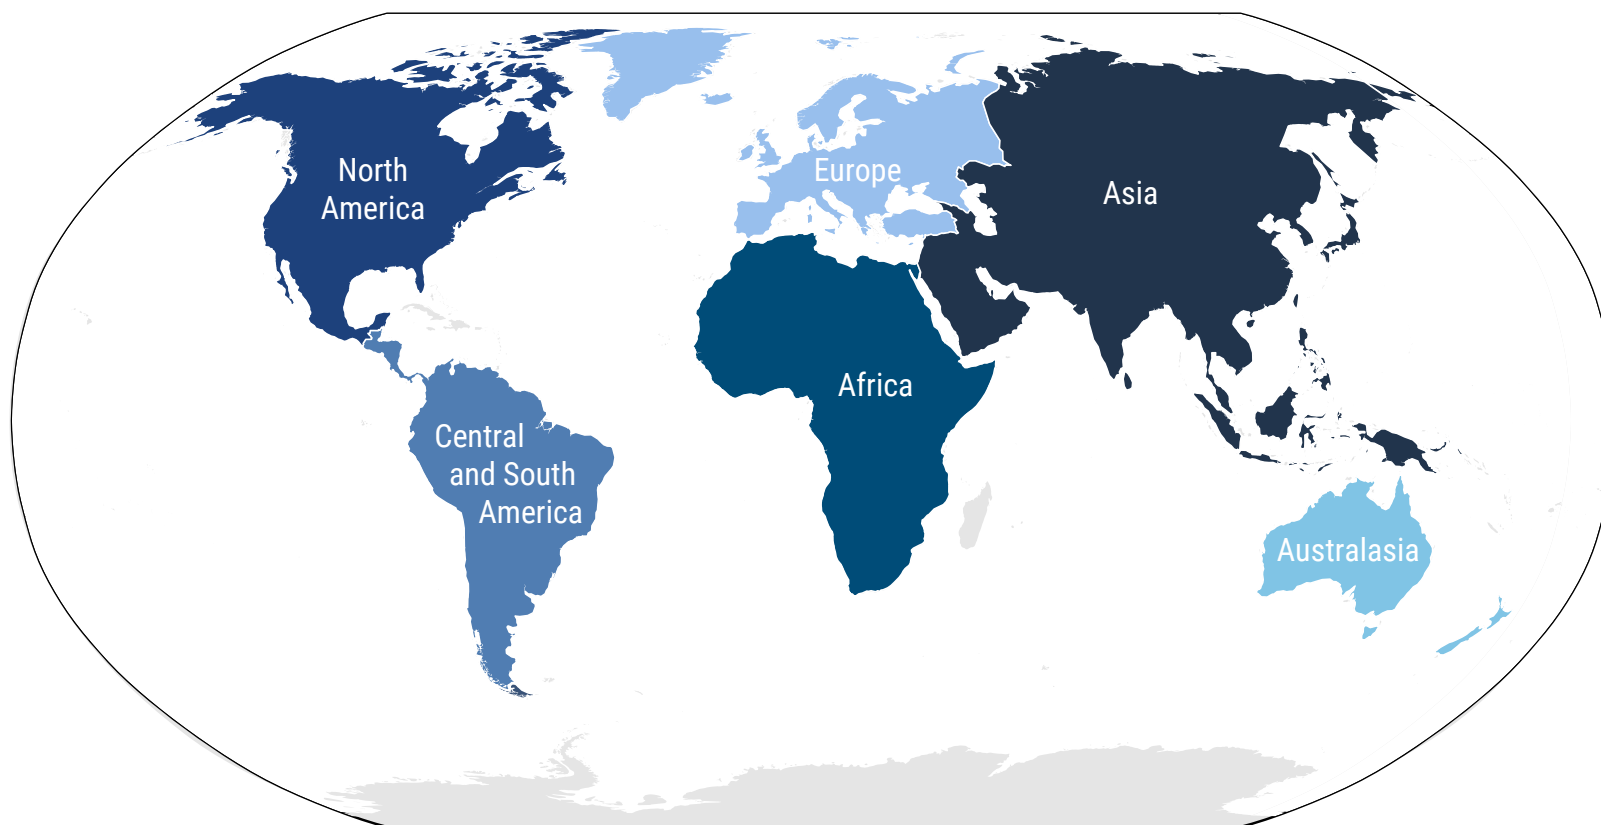 North
America
Europe
Asia
Africa
Central
and South
America
Australasia